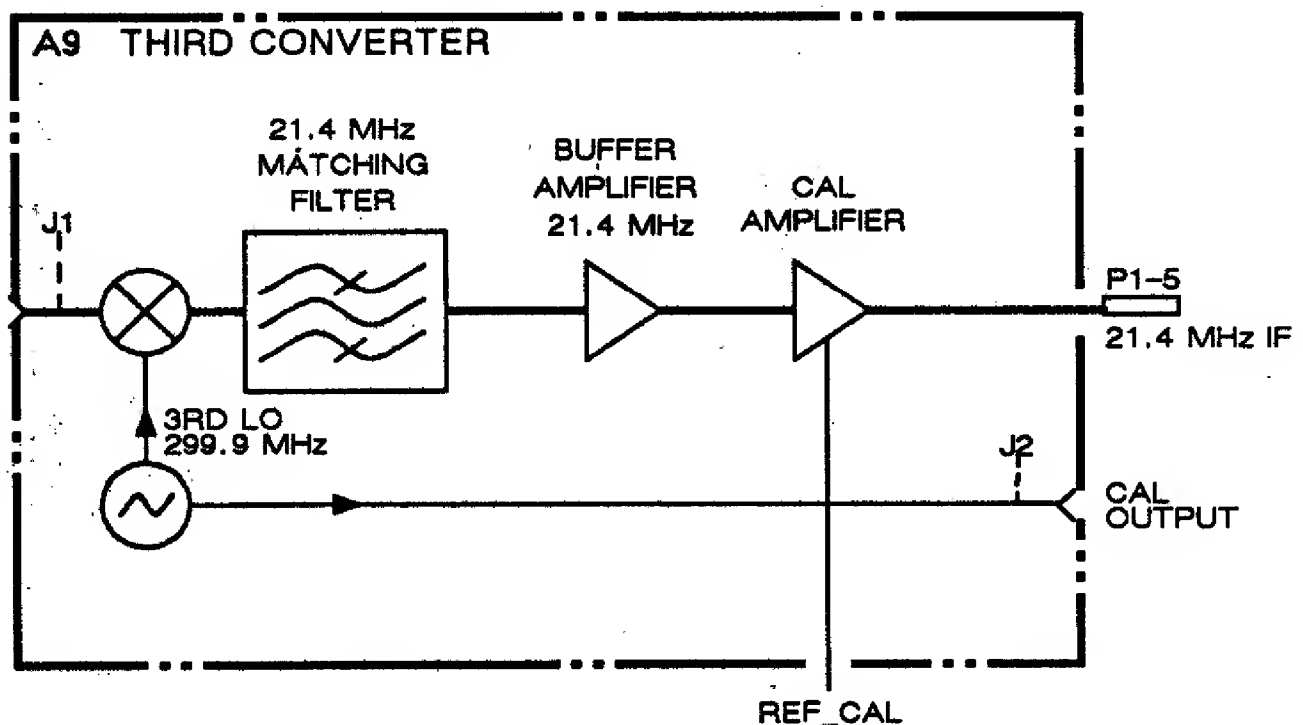 A9 THIRD CONVERTER
21.4 MHz
MATCHING
FILTER
BUFFER
AMPLIFIER
21.4 MHz
CAL
AMPLIFIER
J1
P1-5
21.4 MHz IF
3RD LO
299.9 MHz
J2
CAL
OUTPUT
REF_CAL